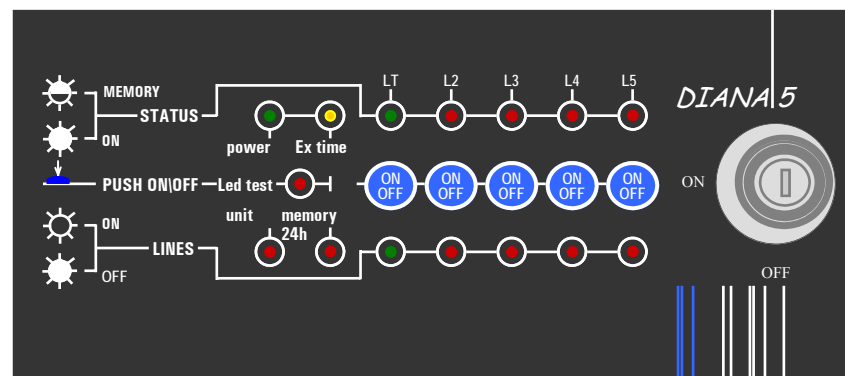 LT L2 L3 L4 L5
MEMORY
DIANA 5
STATUS
ON
power Ex time
PUSH ON\OFF Led test
ON ON ON ON ON
OFF OFF OFF OFF OFF
ON
unit memory
24h
ON
LINES
OFF
OFF